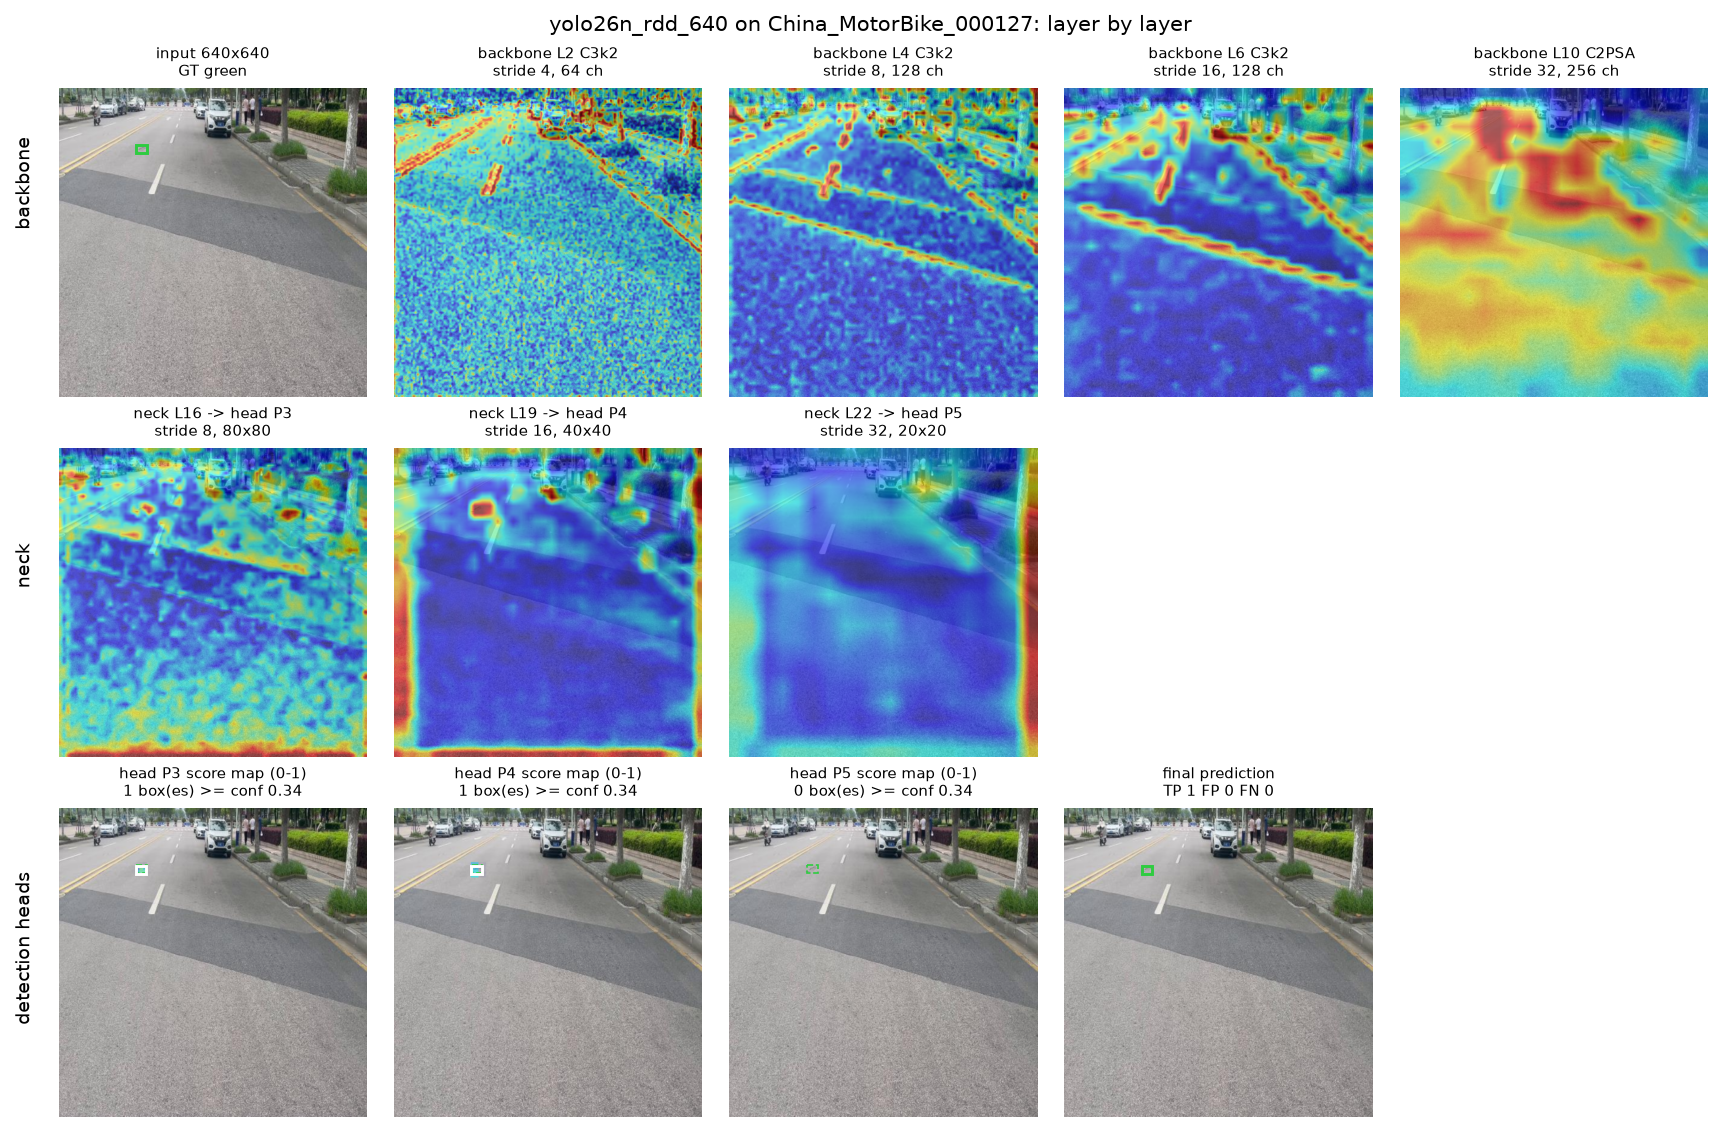 yolo26n_rdd_640 on China_MotorBike_000127: layer by layer
input 640x640
GT green
backbone L2 C3k2
stride 4, 64 ch
backbone L4 C3k2
stride 8, 128 ch
backbone L6 C3k2
stride 16, 128 ch
backbone L10 C2PSA
stride 32, 256 ch
backbone
neck L16 -> head P3
stride 8, 80x80
neck L19 -> head P4
stride 16, 40x40
neck L22 -> head P5
stride 32, 20x20
neck
head P3 score map (0-1)
1 box(es) >= conf 0.34
head P4 score map (0-1)
1 box(es) >= conf 0.34
head P5 score map (0-1)
0 box(es) >= conf 0.34
final prediction
TP 1 FP 0 FN 0
detection heads